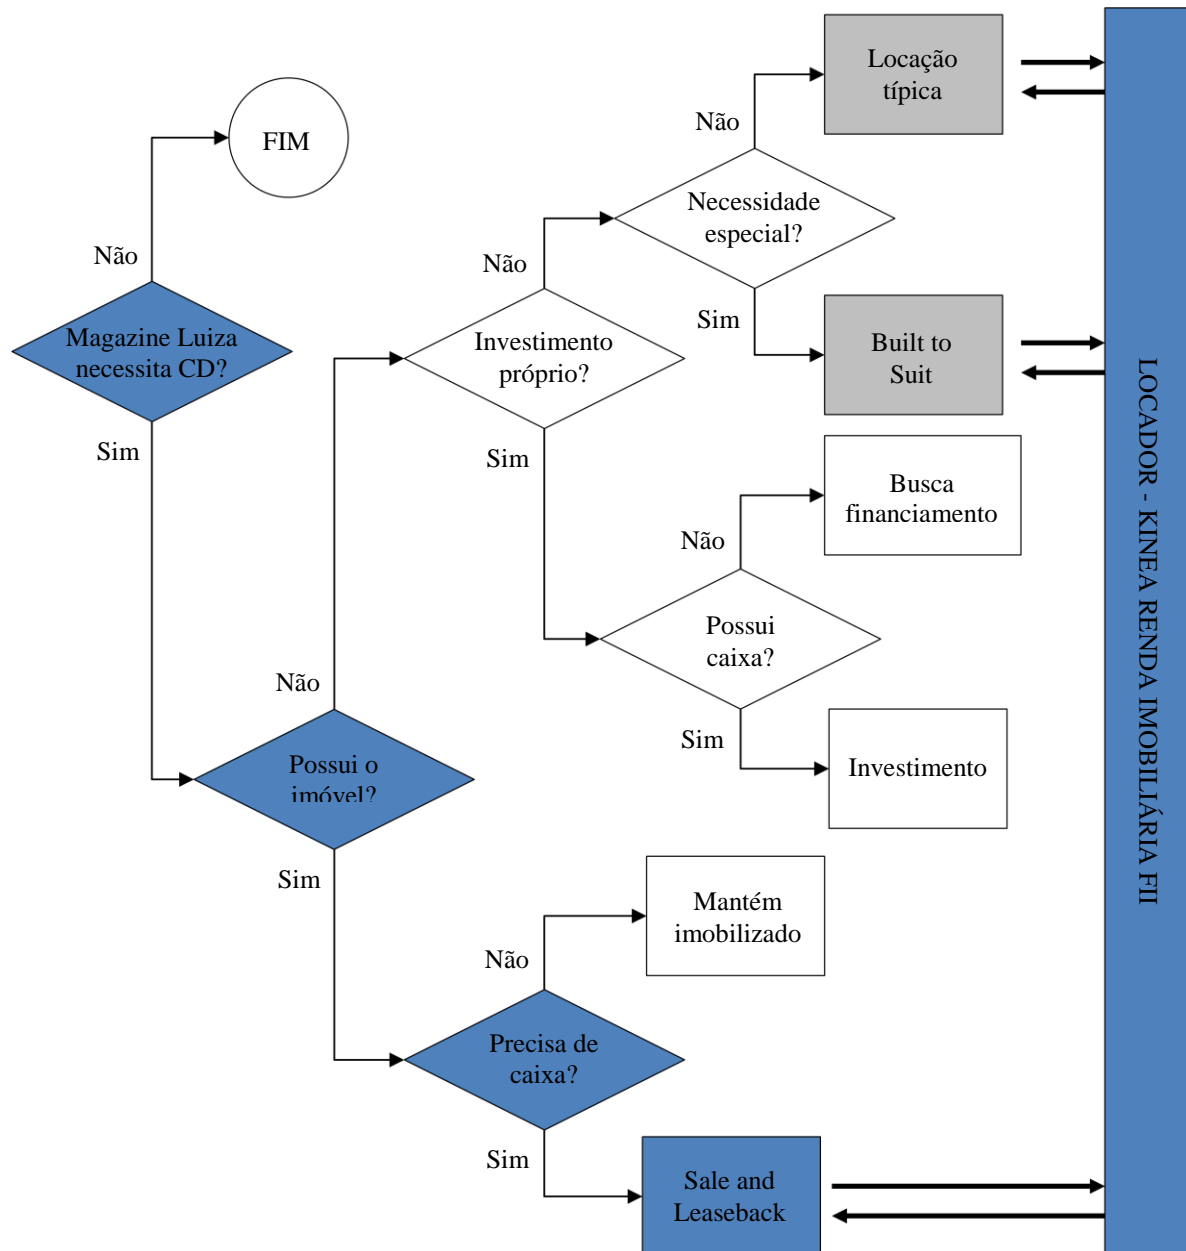 Locação
típica
Não
FIM
Necessidade
especial?
Não
Não
Sim
Magazine Luiza
necessita CD?
Investimento
próprio?
Built to
Suit
Sim
Sim
Busca
financiamento
Não
Possui
caixa?
Não
Sim
Possui o
imóvel?
Investimento
Sim
Mantém
imobilizado
Não
Precisa de
caixa?
Sim
Sale and
Leaseback
LOCADOR - KINEA RENDA IMOBILIÁRIA FII